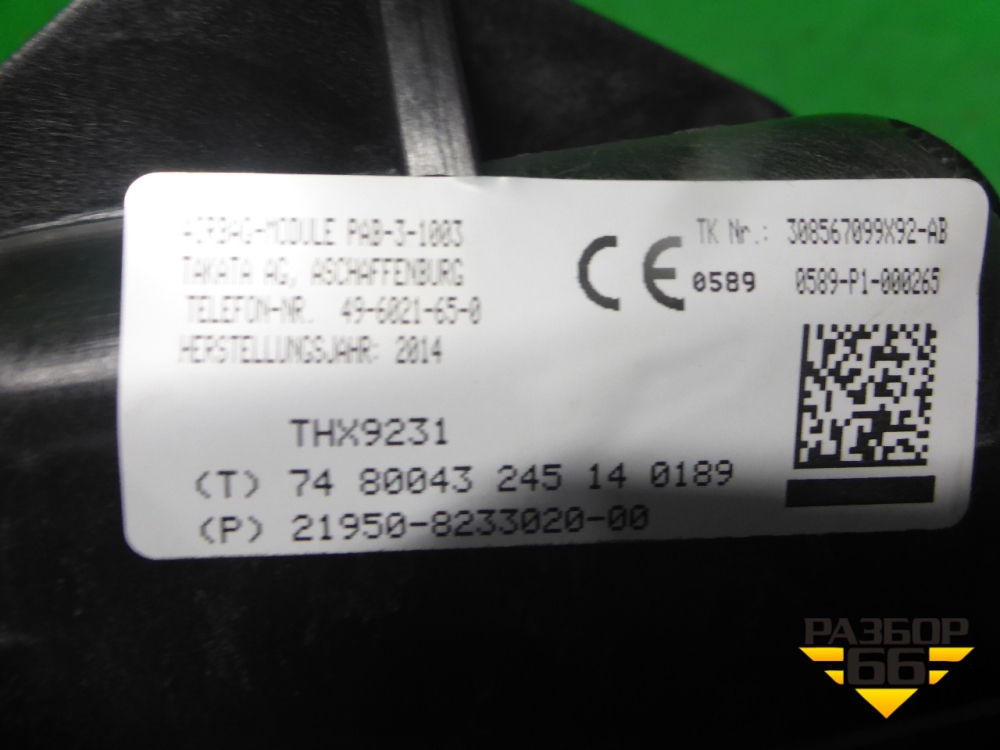 AIRBAG-MODULE PAB-3-1003
TAKATA AG, ASCHAFFENBURG
TELEFON-NR. 49-6021-65-0
HERSTELLUNGSJAHR: 2014
CE 0589
TK Nr.: 308567099X92-AB
0589-P1-000265
THX9231
(T) 74 80043 245 14 0189
(P) 21950-8233020-00
РАЗБОР
66